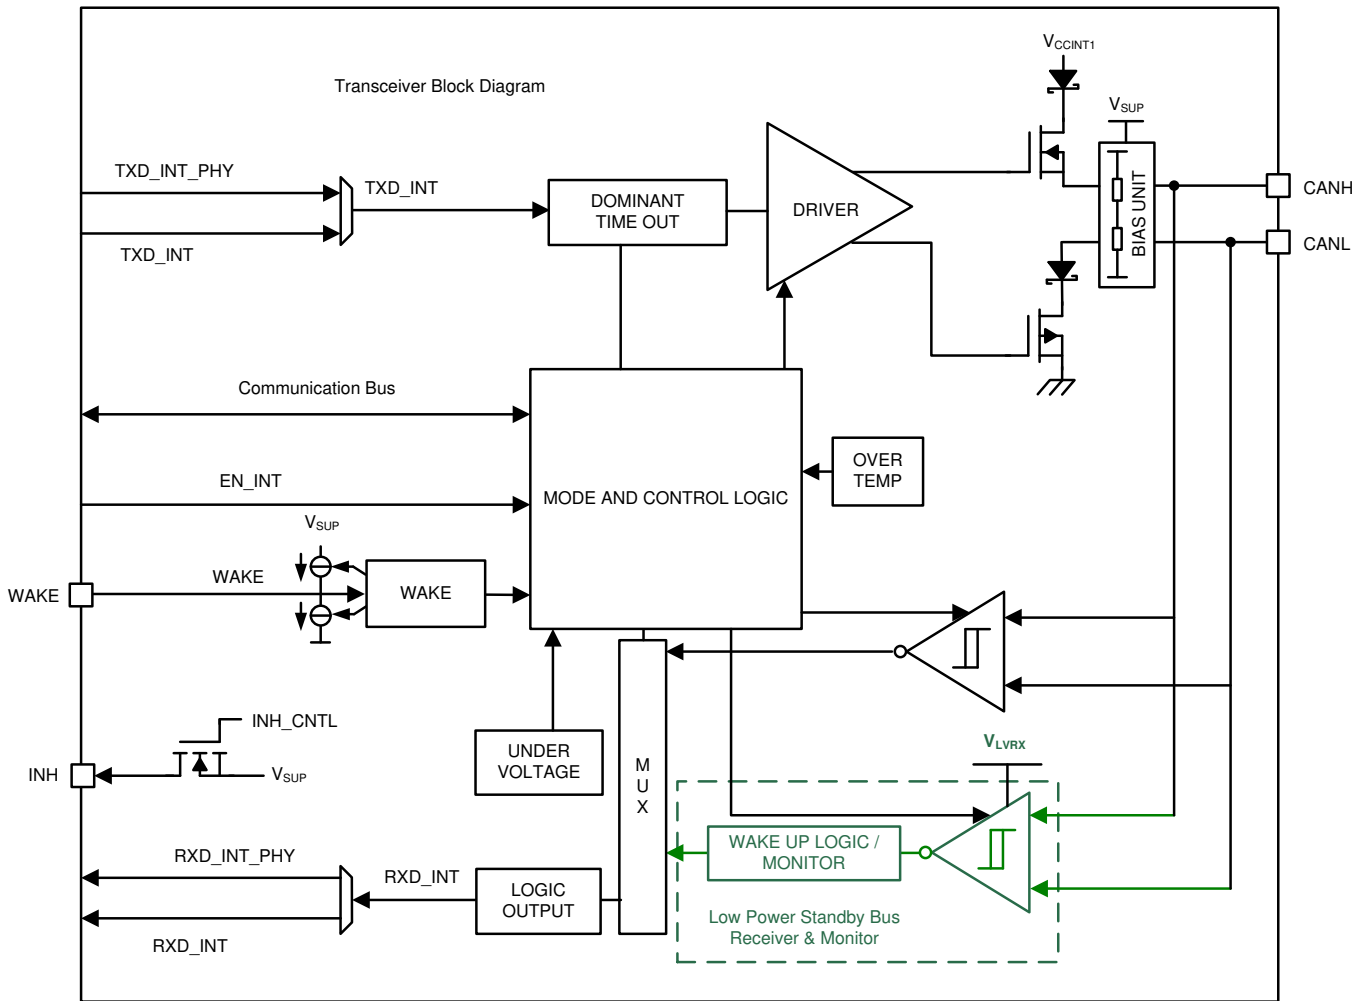 Transceiver Block Diagram
VCCINT1
VSUP
TXD_INT_PHY
TXD_INT
TXD_INT
DOMINANT
TIME OUT
DRIVER
BIAS UNIT
CANH
CANL
Communication Bus
EN_INT
MODE AND CONTROL LOGIC
OVER
TEMP
VSUP
WAKE
WAKE
WAKE
INH_CNTL
INH
VSUP
UNDER
VOLTAGE
M
U
X
VLVRX
WAKE UP LOGIC /
MONITOR
Low Power Standby Bus
Receiver & Monitor
RXD_INT_PHY
RXD_INT
RXD_INT
LOGIC
OUTPUT